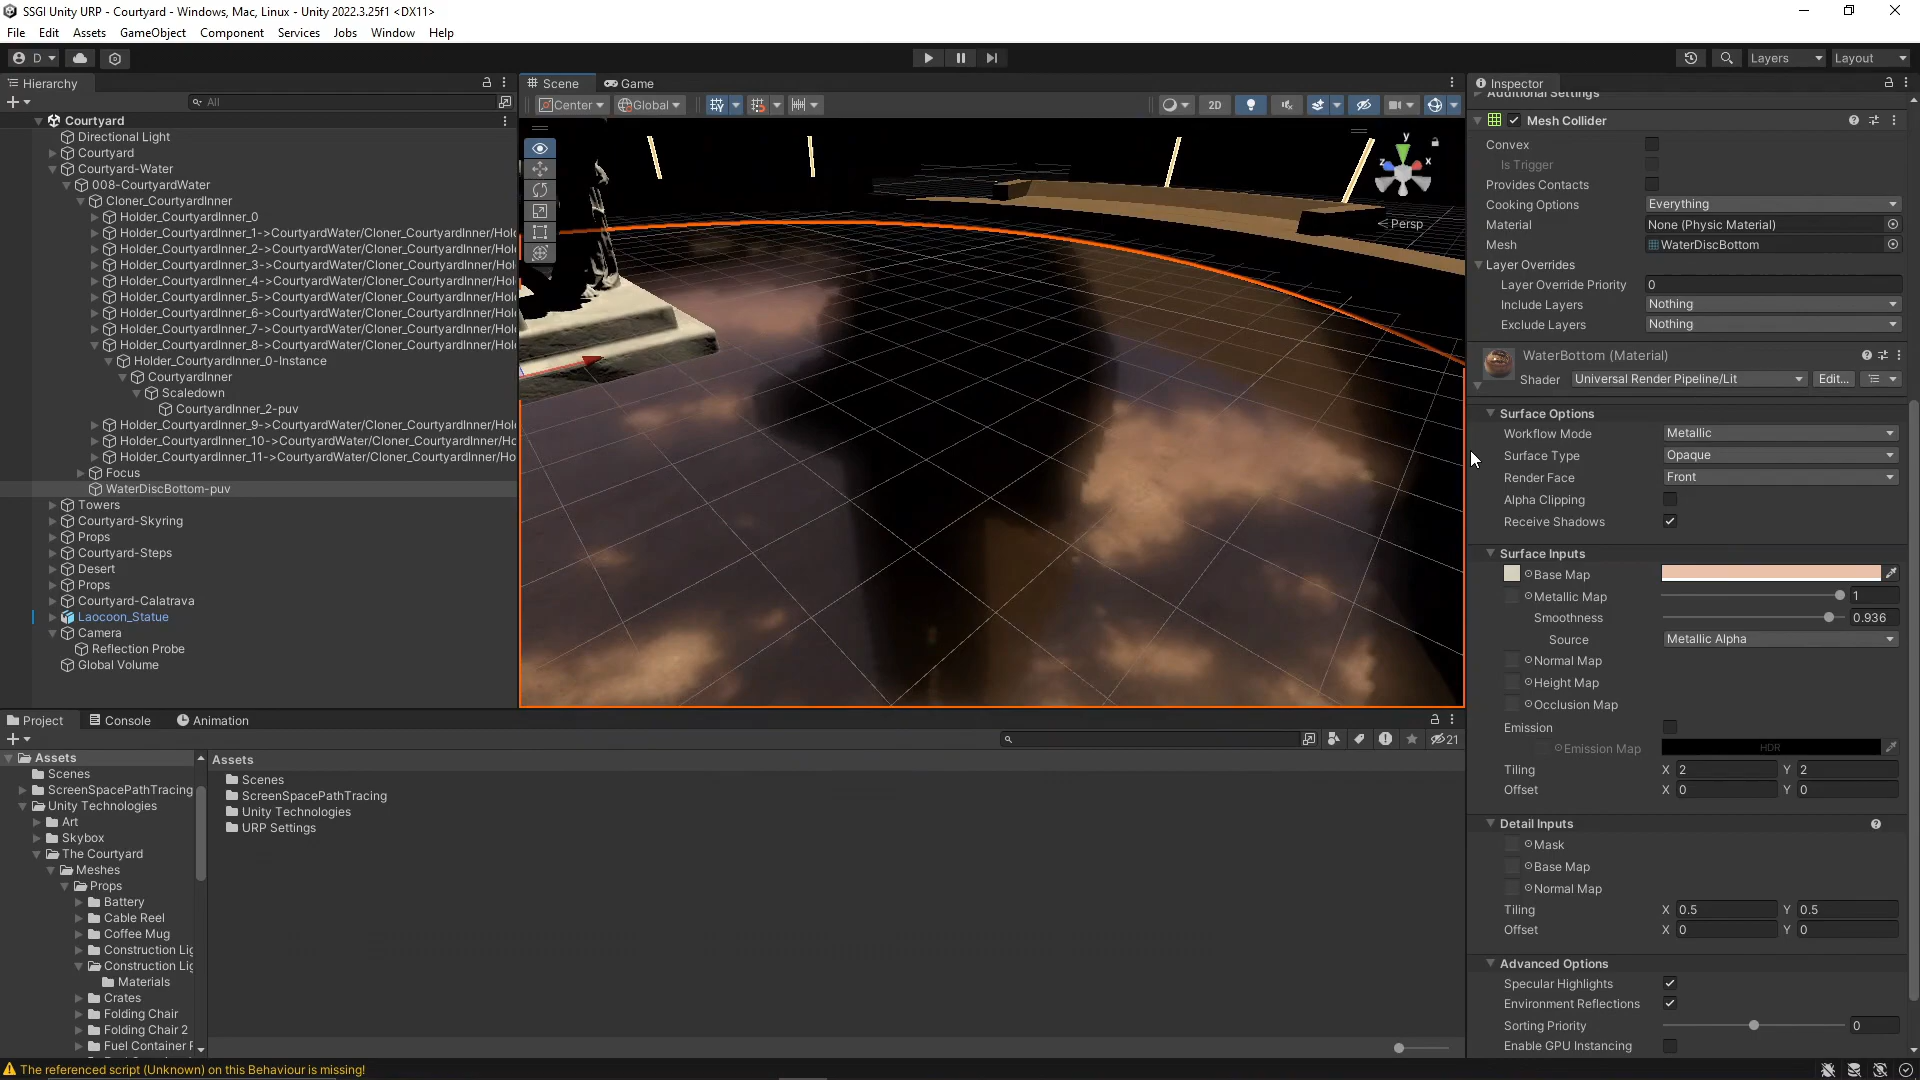 SSGI Unity URP - Courtyard - Windows, Mac, Linux - Unity 2022.3.25f1 <DX11>
File Edit Assets GameObject Component Services Jobs Window Help
D Layers Layout
Hierarchy
All
Courtyard
Directional Light
Courtyard
Courtyard-Water
008-CourtyardWater
Cloner_CourtyardInner
Holder_CourtyardInner_0
Holder_CourtyardInner_1->CourtyardWater/Cloner_CourtyardInner/Hol
Holder_CourtyardInner_2->CourtyardWater/Cloner_CourtyardInner/Hol
Holder_CourtyardInner_3->CourtyardWater/Cloner_CourtyardInner/Hol
Holder_CourtyardInner_4->CourtyardWater/Cloner_CourtyardInner/Hol
Holder_CourtyardInner_5->CourtyardWater/Cloner_CourtyardInner/Hol
Holder_CourtyardInner_6->CourtyardWater/Cloner_CourtyardInner/Hol
Holder_CourtyardInner_7->CourtyardWater/Cloner_CourtyardInner/Hol
Holder_CourtyardInner_8->CourtyardWater/Cloner_CourtyardInner/Hol
Holder_CourtyardInner_0-Instance
CourtyardInner
Scaledown
CourtyardInner_2-puv
Holder_CourtyardInner_9->CourtyardWater/Cloner_CourtyardInner/Hol
Holder_CourtyardInner_10->CourtyardWater/Cloner_CourtyardInner/Ho
Holder_CourtyardInner_11->CourtyardWater/Cloner_CourtyardInner/Ho
Focus
WaterDiscBottom-puv
Towers
Courtyard-Skyring
Props
Courtyard-Steps
Desert
Props
Courtyard-Calatrava
Laocoon_Statue
Camera
Reflection Probe
Global Volume
Scene Game
Center Global 2D
y
z
x
< Persp
Inspector
Additional Settings
Mesh Collider
Convex
Is Trigger
Provides Contacts
Cooking Options Everything
Material None (Physic Material)
Mesh WaterDiscBottom
Layer Overrides
Layer Override Priority 0
Include Layers Nothing
Exclude Layers Nothing
WaterBottom (Material)
Shader Universal Render Pipeline/Lit Edit...
Surface Options
Workflow Mode Metallic
Surface Type Opaque
Render Face Front
Alpha Clipping
Receive Shadows
Surface Inputs
Base Map
Metallic Map 1
Smoothness 0.936
Source Metallic Alpha
Normal Map
Height Map
Occlusion Map
Emission
Emission Map HDR
Tiling X 2 Y 2
Offset X 0 Y 0
Detail Inputs
Mask
Base Map
Normal Map
Tiling X 0.5 Y 0.5
Offset X 0 Y 0
Advanced Options
Specular Highlights
Environment Reflections
Sorting Priority 0
Enable GPU Instancing
Project Console Animation
21
Assets
Scenes
ScreenSpacePathTracing
Unity Technologies
Art
Skybox
The Courtyard
Meshes
Props
Battery
Cable Reel
Coffee Mug
Construction Lig
Construction Lig
Materials
Crates
Folding Chair
Folding Chair 2
Fuel Container F
Assets
Scenes
ScreenSpacePathTracing
Unity Technologies
URP Settings
The referenced script (Unknown) on this Behaviour is missing!